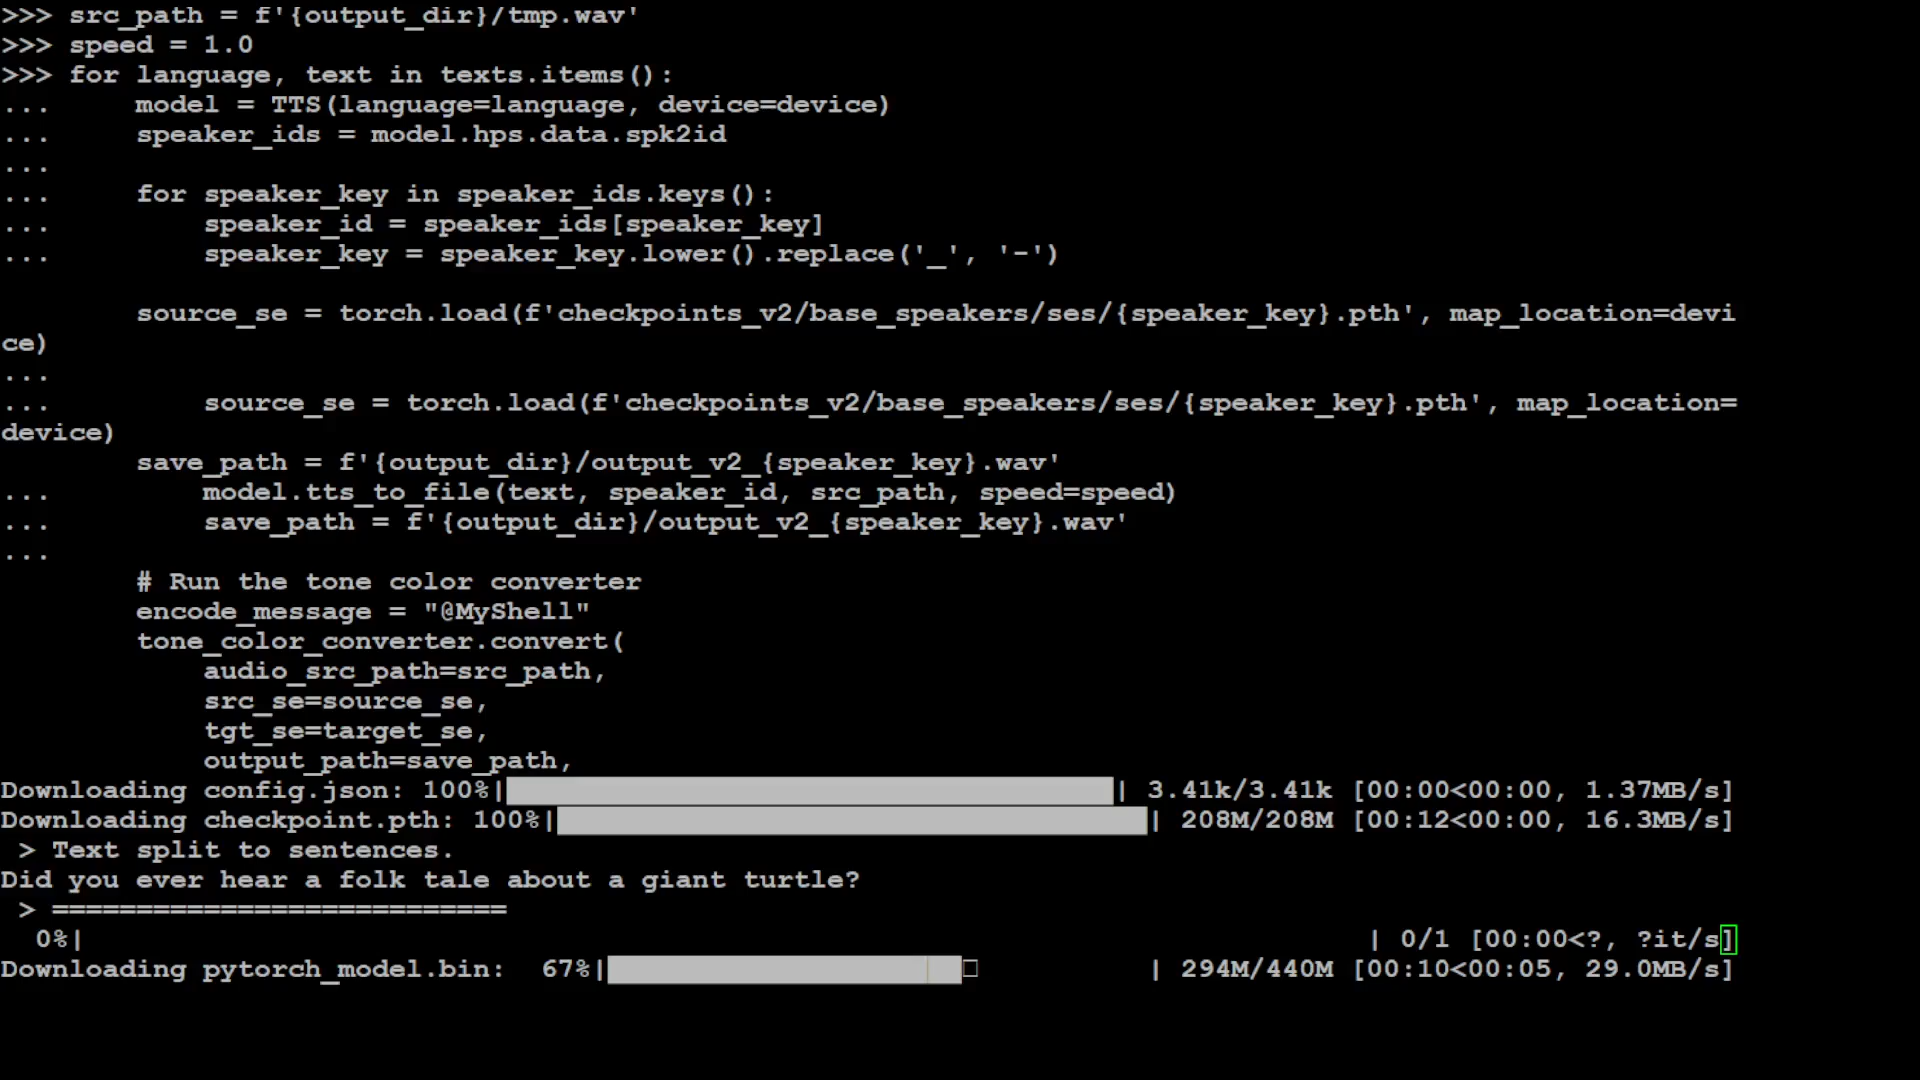 >>> src_path = f'{output_dir}/tmp.wav'
>>> speed = 1.0
>>> for language, text in texts.items():
...     model = TTS(language=language, device=device)
...     speaker_ids = model.hps.data.spk2id
...
...     for speaker_key in speaker_ids.keys():
...         speaker_id = speaker_ids[speaker_key]
...         speaker_key = speaker_key.lower().replace('_', '-')
        source_se = torch.load(f'checkpoints_v2/base_speakers/ses/{speaker_key}.pth', map_location=devi
ce)
...
...         source_se = torch.load(f'checkpoints_v2/base_speakers/ses/{speaker_key}.pth', map_location=
device)
        save_path = f'{output_dir}/output_v2_{speaker_key}.wav'
...         model.tts_to_file(text, speaker_id, src_path, speed=speed)
...         save_path = f'{output_dir}/output_v2_{speaker_key}.wav'
...
        # Run the tone color converter
        encode_message = "@MyShell"
        tone_color_converter.convert(
            audio_src_path=src_path,
            src_se=source_se,
            tgt_se=target_se,
            output_path=save_path,
Downloading config.json: 100%| | 3.41k/3.41k [00:00<00:00, 1.37MB/s]
Downloading checkpoint.pth: 100%| | 208M/208M [00:12<00:00, 16.3MB/s]
 > Text split to sentences.
Did you ever hear a folk tale about a giant turtle?
 > ===========================
  0%| | 0/1 [00:00<?, ?it/s]
Downloading pytorch_model.bin:  67%| | 294M/440M [00:10<00:05, 29.0MB/s]